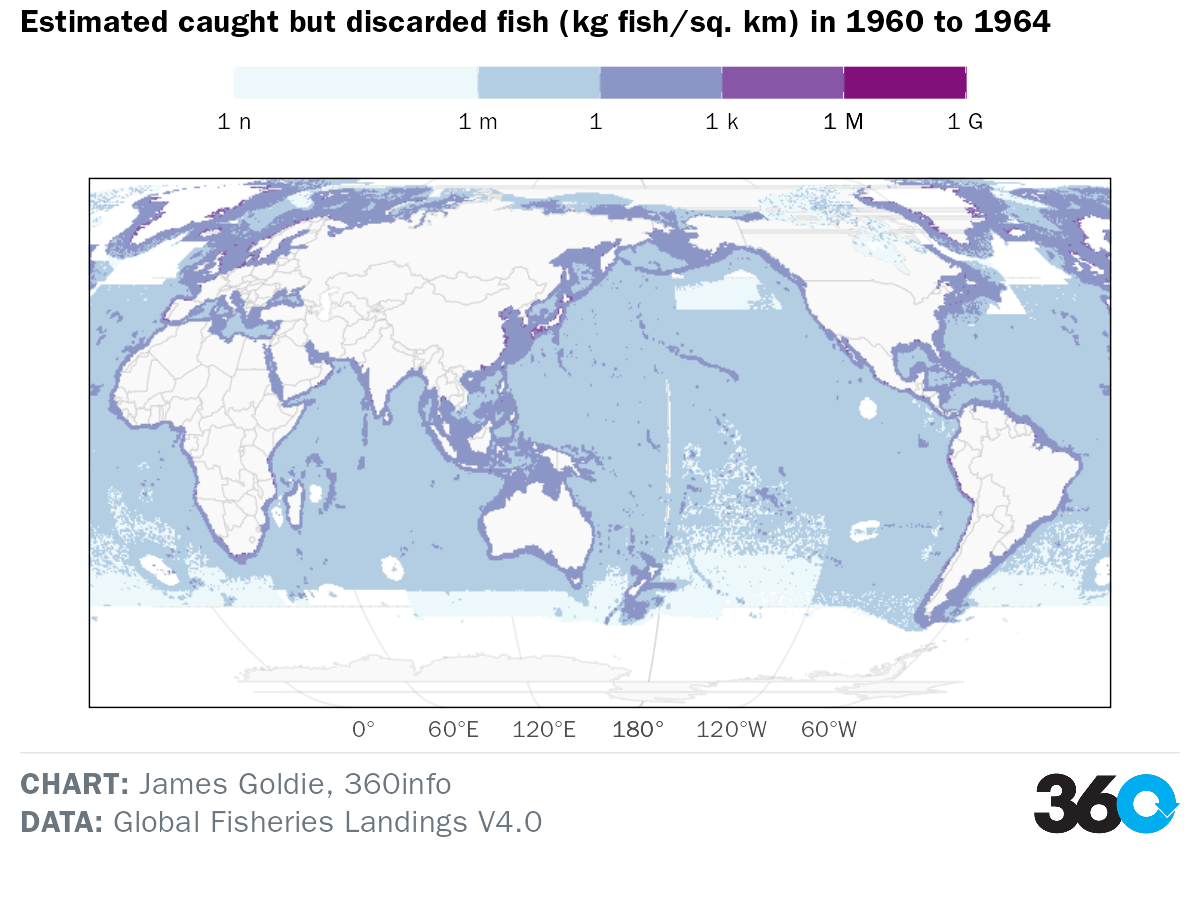 Estimated caught but discarded fish (kg fish/sq. km) in 1960 to 1964
1 n 1 m 1 1 k 1 M 1 G
0° 60°E 120°E 180° 120°W 60°W
CHART: James Goldie, 360info
DATA: Global Fisheries Landings V4.0
360